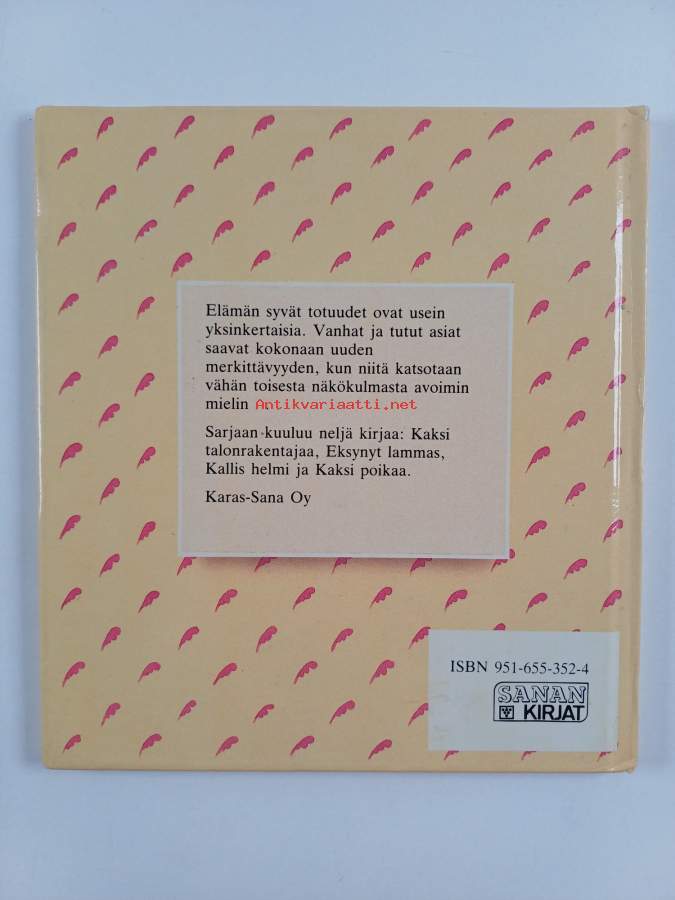 Elämän syvät totuudet ovat usein
yksinkertaisia. Vanhat ja tutut asiat
saavat kokonaan uuden
merkittävyyden, kun niitä katsotaan
vähän toisesta näkökulmasta avoimin
mielin Antikvariaatti.net
Sarjaan kuuluu neljä kirjaa: Kaksi
talonrakentajaa, Eksynyt lammas,
Kallis helmi ja Kaksi poikaa.
Karas-Sana Oy
ISBN 951-655-352-4
SANAN
KIRJAT